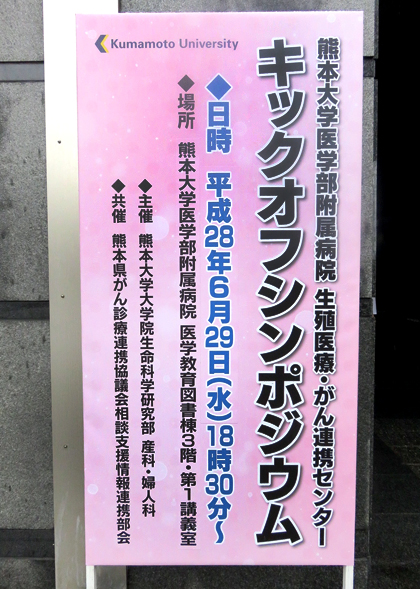 Kumamoto University
熊本大学医学部附属病院 生殖医療・がん連携センター
キックオフシンポジウム
◆日時 平成28年6月29日(水)18時30分～
◆場所 熊本大学医学部附属病院 医学教育図書棟3階・第1講義室
◆主催 熊本大学大学院生命科学研究部 産科・婦人科
◆共催 熊本県がん診療連携協議会相談支援情報連携部会